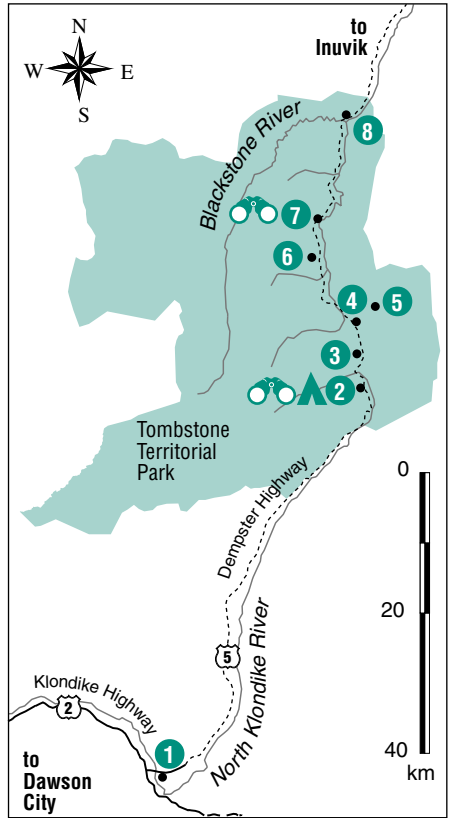 N
W E
S
to
Inuvik
Blackstone River
8
7
6
4
5
3
2
Tombstone
Territorial
Park
Dempster Highway
0
20
40
km
5
North Klondike River
Klondike Highway
2
1
to
Dawson
City